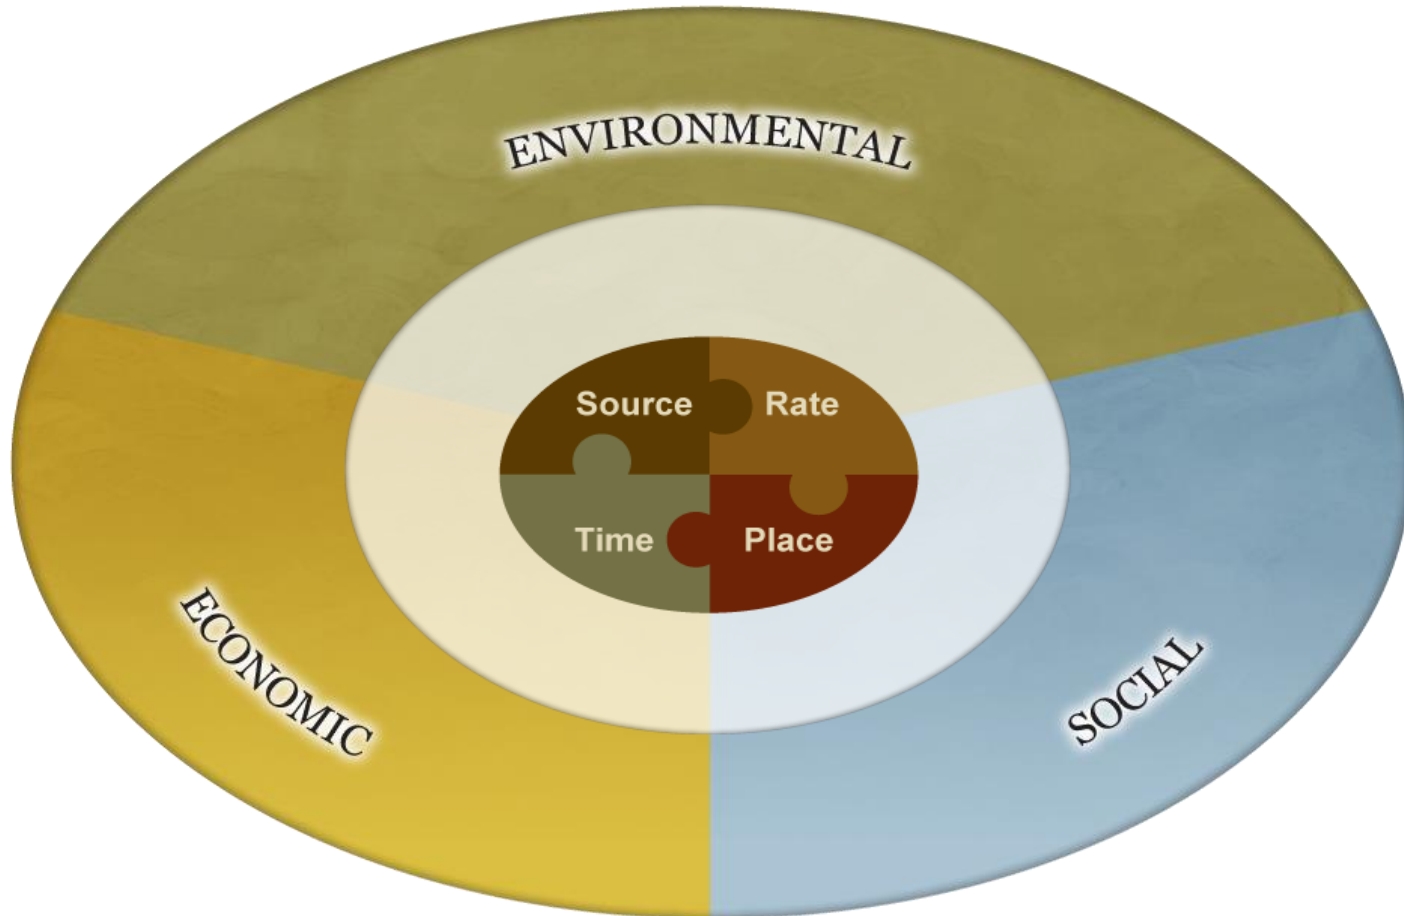 ENVIRONMENTAL
Source
Rate
Time
Place
ECONOMIC
SOCIAL